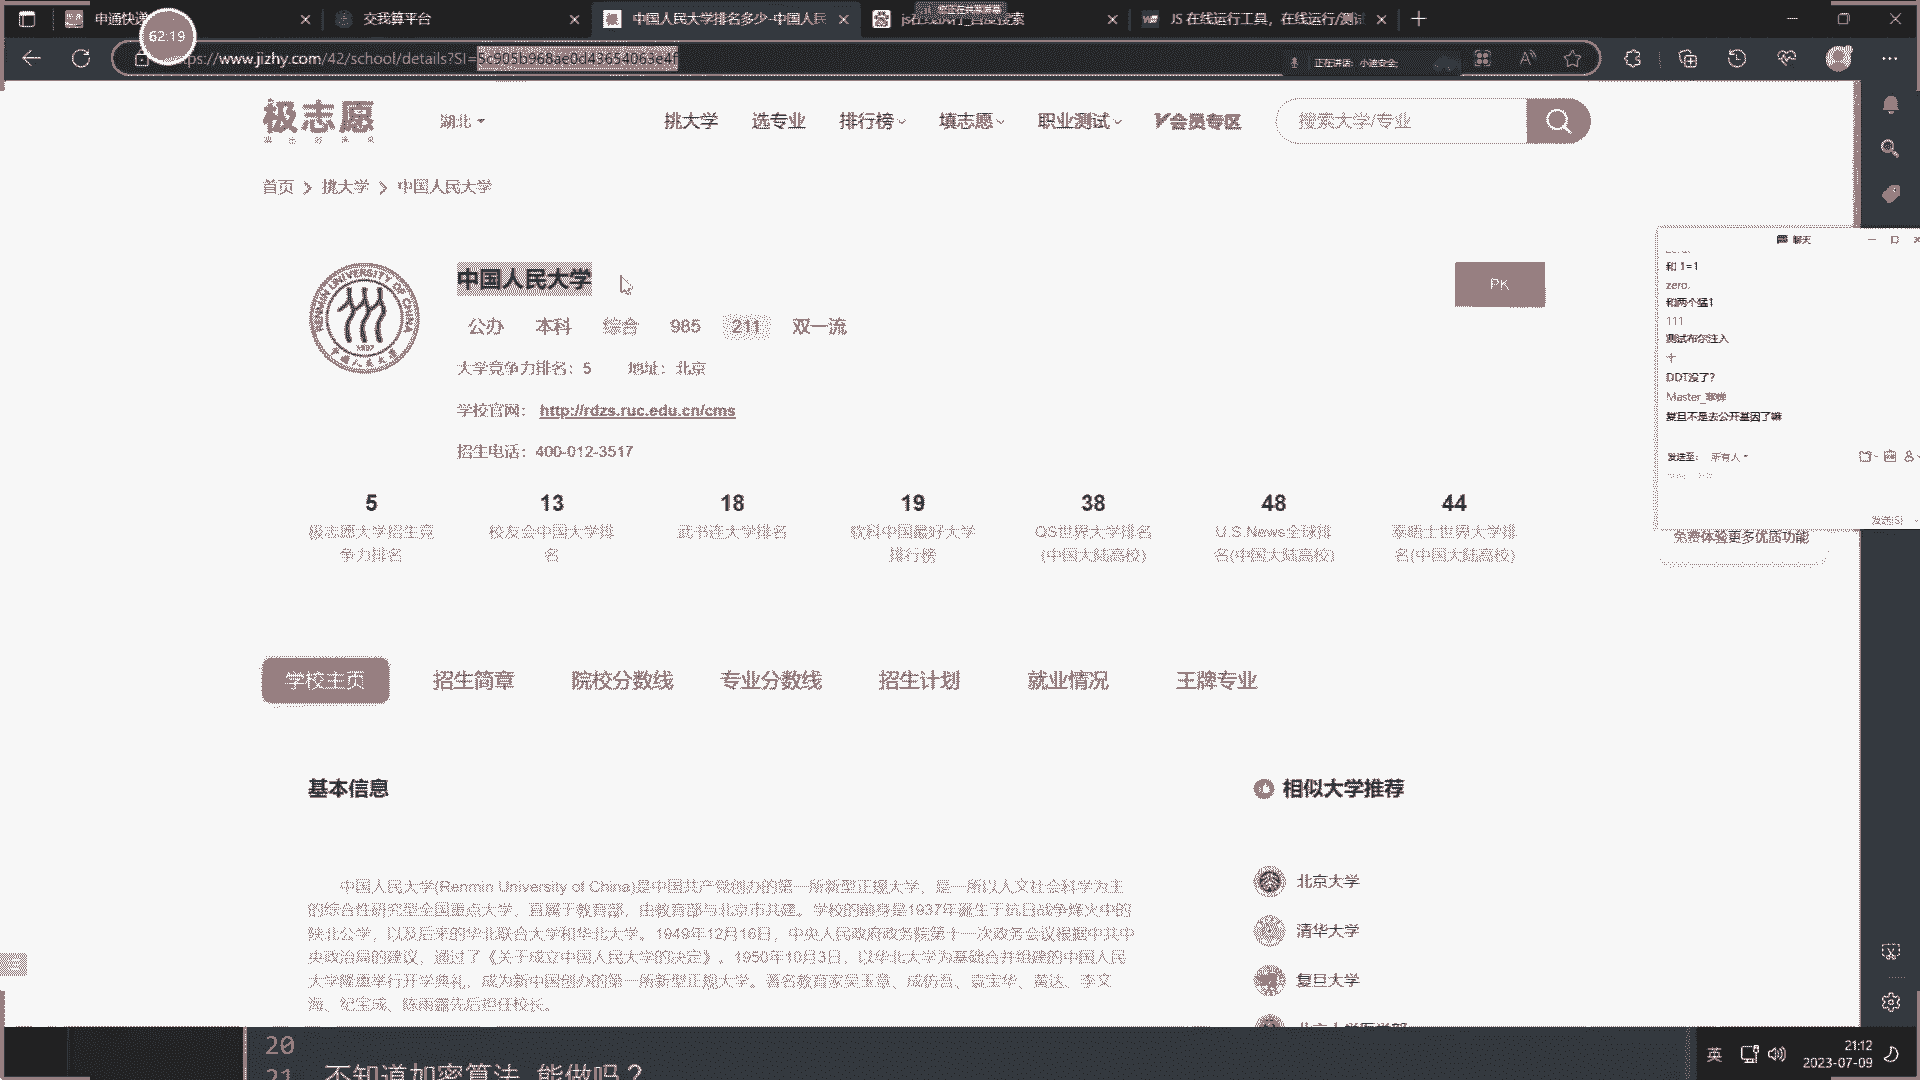 申通快递
交我算平台
中国人民大学排名多少-中国人民
JS 在线运行工具，在线运行/测试
62:19
ps://www.jizhy.com/42/school/details?SI=5c905b968ae0d43654063e4f
正在讲话：小迪安全;
极志愿
湖北
挑大学
选专业
排行榜
填志愿
职业测试
V会员专区
搜索大学/专业
首页 > 挑大学 > 中国人民大学
聊天
和 1=1
zero.
和两个猛1
111
测试布尔注入
十
DDT没了?
复旦不是去公开基因了嘛
发送至： 所有人
发送(S)
免费体验更多优质功能
RENMIN UNIVERSITY OF CHINA
1937
中国人民大学
中国人民大学
PK
公办 本科 综合 985 211 双一流
大学竞争力排名：5 地址：北京
学校官网： http://rdzs.ruc.edu.cn/cms
招生电话：400-012-3517
5 13 18 19 38 48 44
极志愿大学招生竞
争力排名
校友会中国大学排
名
武书连大学排名
软科中国最好大学
排行榜
QS世界大学排名
(中国大陆高校)
U.S.News全球排
名(中国大陆高校)
泰晤士世界大学排
名(中国大陆高校)
学校主页
招生简章
院校分数线
专业分数线
招生计划
就业情况
王牌专业
基本信息
相似大学推荐
中国人民大学(Renmin University of China)是中国共产党创办的第一所新型正规大学，是一所以人文社会科学为主
的综合性研究型全国重点大学，直属于教育部，由教育部与北京市共建。学校的前身是1937年诞生于抗日战争烽火中的
陕北公学，以及后来的华北联合大学和华北大学。1949年12月16日，中央人民政府政务院第十一次政务会议根据中共中
央政治局的建议，通过了《关于成立中国人民大学的决定》。1950年10月3日，以华北大学为基础合并组建的中国人民
大学隆重举行开学典礼，成为新中国创办的第一所新型正规大学。著名教育家吴玉章、成仿吾、袁宝华、黄达、李文
海、纪宝成、陈雨露先后担任校长。
北京大学
清华大学
复旦大学
北京大学医学部
20
21 不知道加密算法 能做吗？
英
21:12
2023-07-09